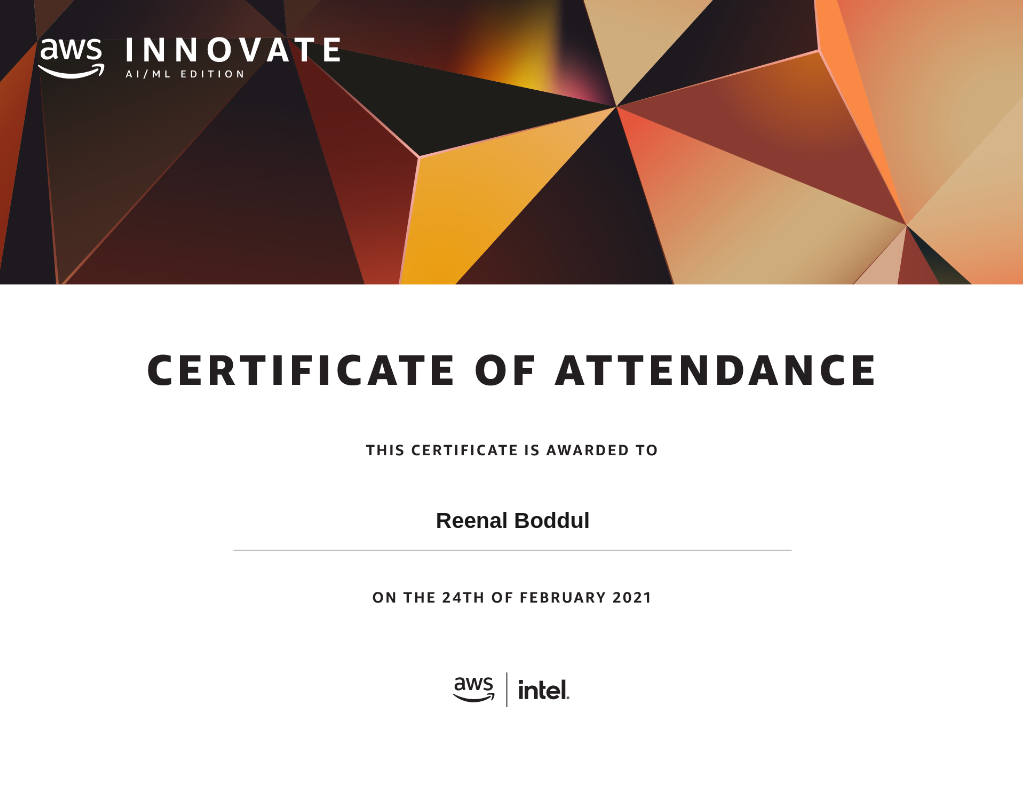 aws INNOVATE
AI/ML EDITION
CERTIFICATE OF ATTENDANCE
THIS CERTIFICATE IS AWARDED TO
Reenal Boddul
ON THE 24TH OF FEBRUARY 2021
aws intel.